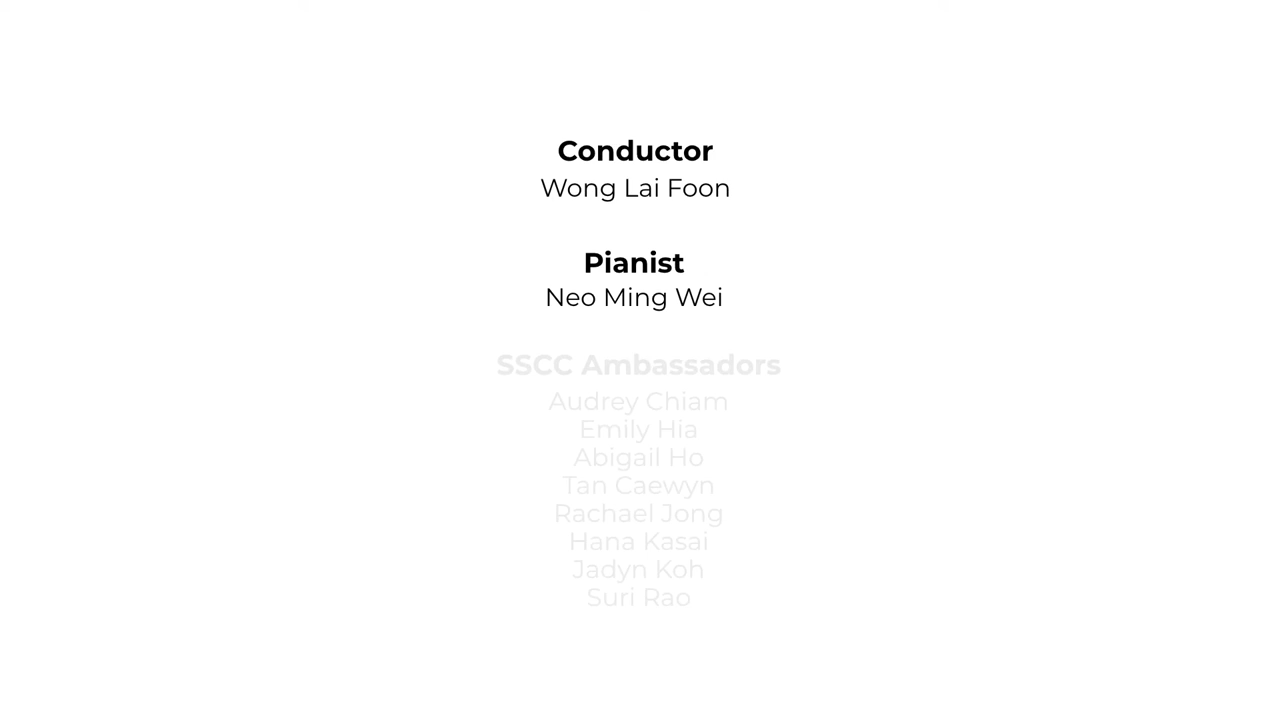 Conductor
Wong Lai Foon
Pianist
Neo Ming Wei
SSCC Ambassadors
Audrey Chiam
Emily Hia
Abigail Ho
Tan Caewyn
Rachael Jong
Hana Kasai
Jadyn Koh
Suri Rao